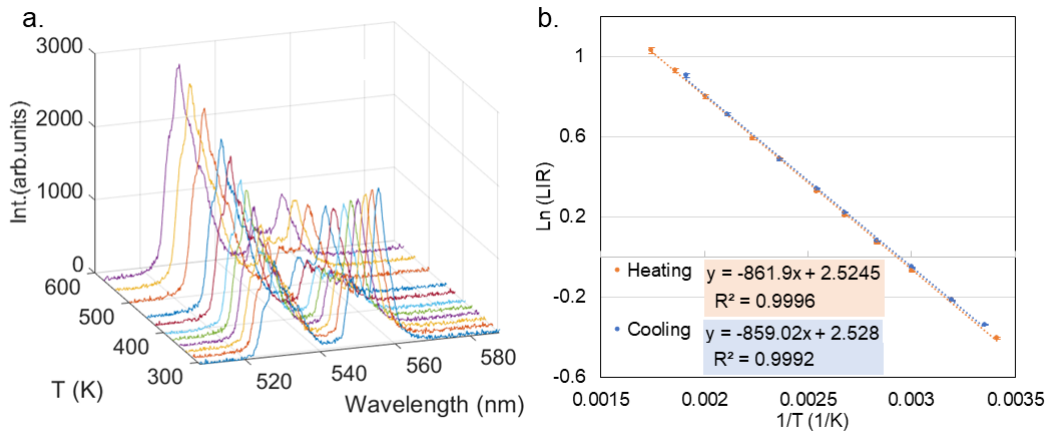 a.
3000
2000
1000
0
Int.(arb.units)
600
500
400
300
T (K)
520
540
560
580
Wavelength (nm)
b.
1
0.6
0.2
-0.2
-0.6
Ln (LIR)
Heating
y = -861.9x + 2.5245
R² = 0.9996
Cooling
y = -859.02x + 2.528
R² = 0.9992
0.0015
0.002
0.0025
0.003
0.0035
1/T (1/K)